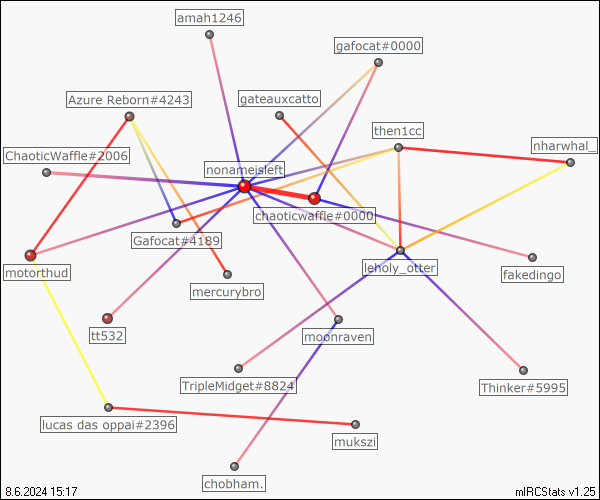 amah1246
gafocat#0000
Azure Reborn#4243
gateauxcatto
then1cc
nharwhal_
ChaoticWaffle#2006
nonameisleft
chaoticwaffle#0000
Gafocat#4189
motorthud
leholy_otter
fakedingo
mercurybro
tt532
moonraven
TripleMidget#8824
Thinker#5995
lucas das oppai#2396
mukszi
chobham.
8.6.2024 15:17
mIRCStats v1.25